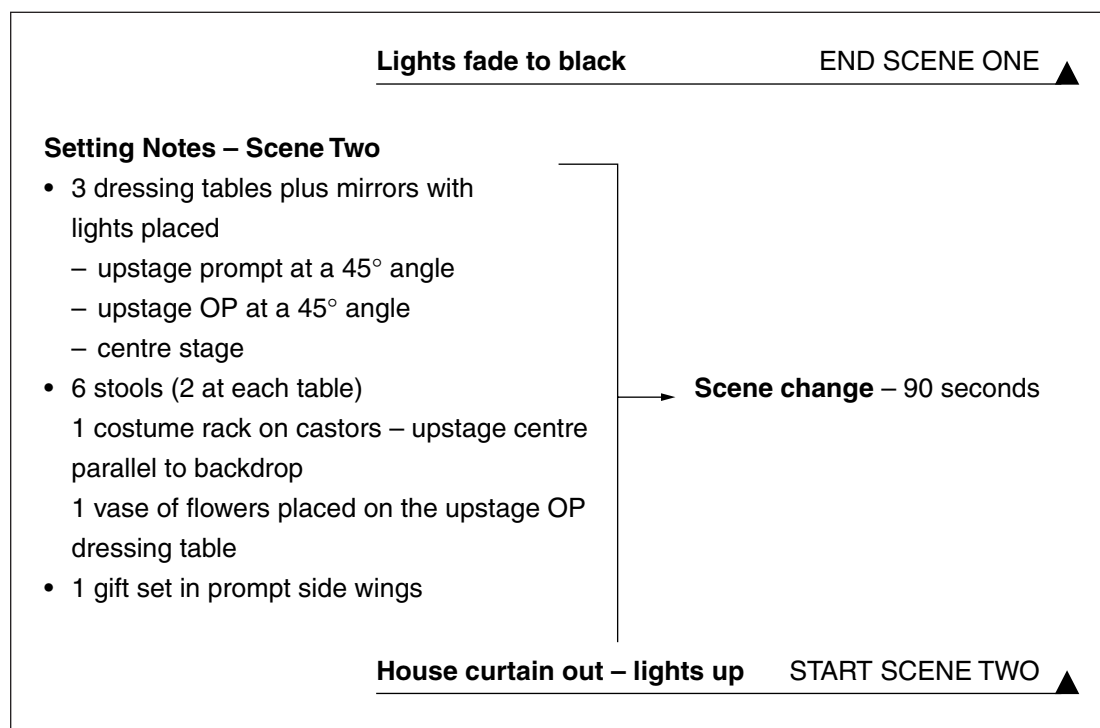 Lights fade to black END SCENE ONE
Setting Notes – Scene Two
• 3 dressing tables plus mirrors with
lights placed
– upstage prompt at a 45° angle
– upstage OP at a 45° angle
– centre stage
• 6 stools (2 at each table)
1 costume rack on castors – upstage centre
parallel to backdrop
1 vase of flowers placed on the upstage OP
dressing table
• 1 gift set in prompt side wings
Scene change – 90 seconds
House curtain out – lights up START SCENE TWO